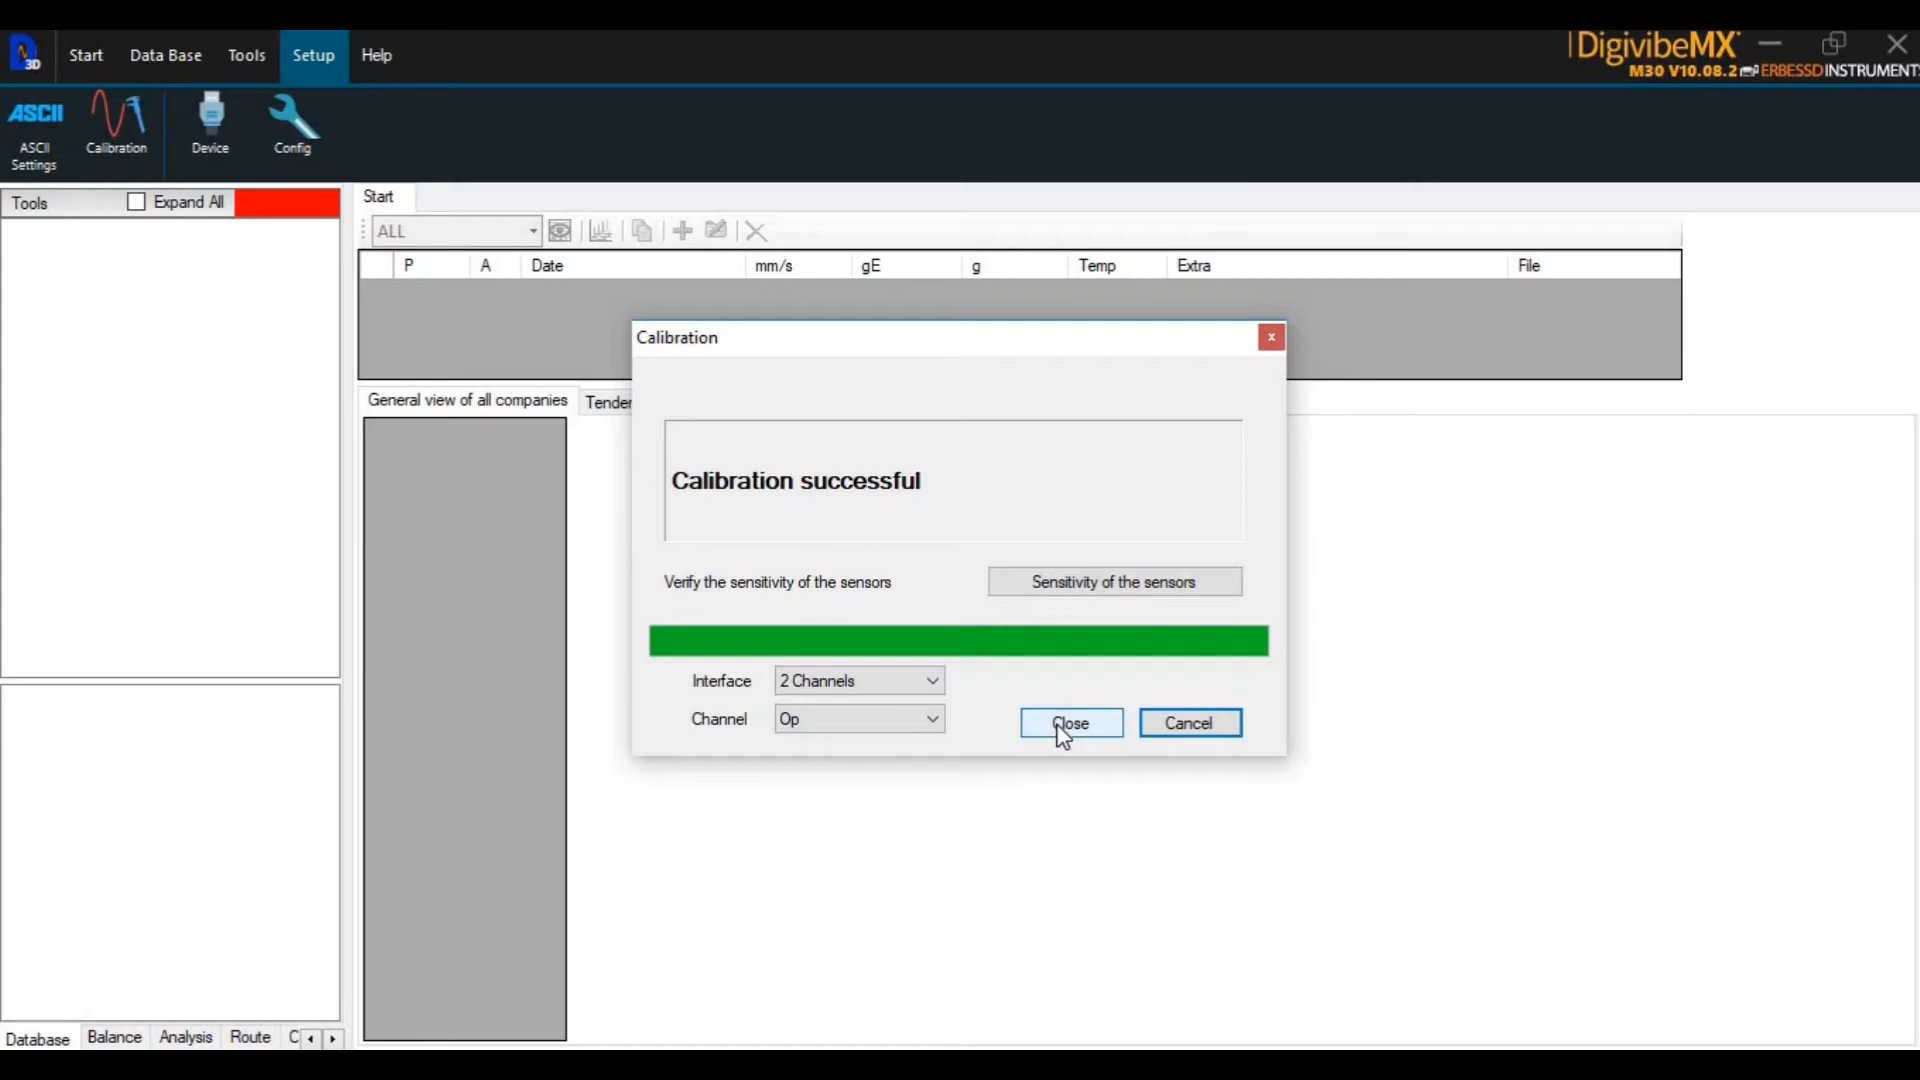 3D
Start Data Base Tools Setup Help
DigivibeMX
M30 V10.08.2 ERBESSD INSTRUMENT
ASCII
ASCII
Settings
Calibration
Device
Config
Tools Expand All
Start
ALL
P A Date mm/s gE g Temp Extra File
Calibration
x
General view of all companies Tender
Calibration successful
Verify the sensitivity of the sensors Sensitivity of the sensors
Interface 2 Channels
Channel Op
Close Cancel
Database Balance Analysis Route C